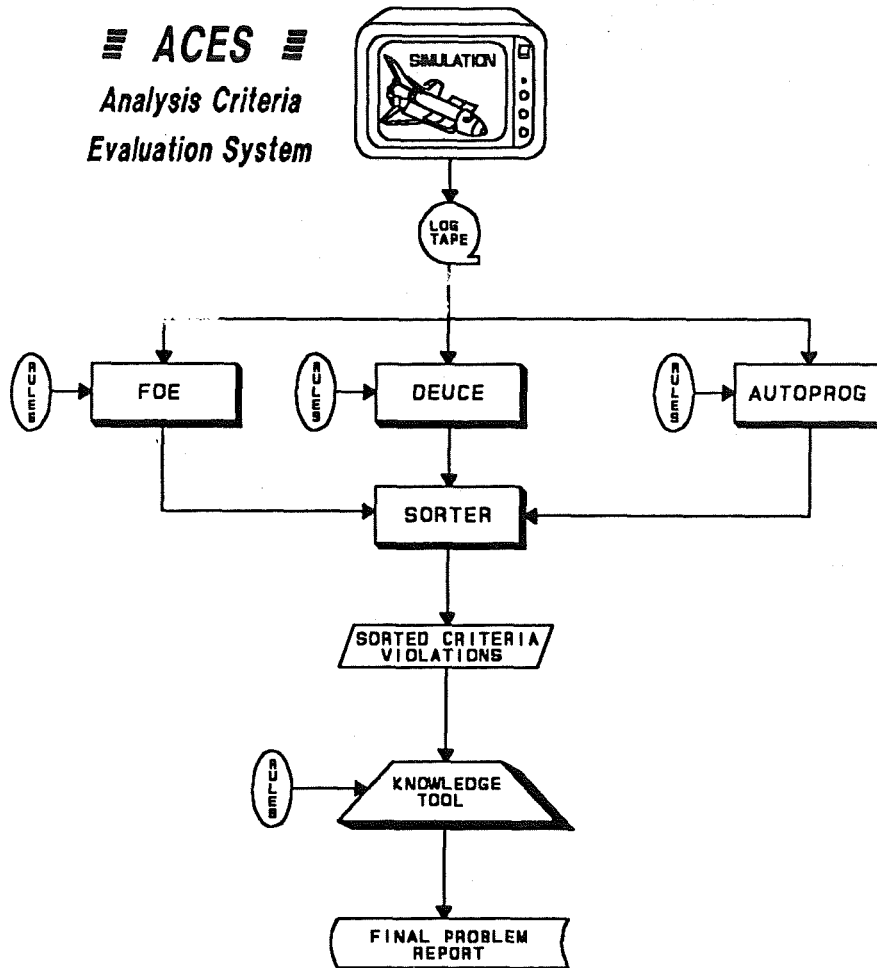 ACES
Analysis Criteria
Evaluation System
SIMULATION
LOG
TAPE
RULES
FDE
RULES
DEUCE
RULES
AUTOPROG
SORTER
SORTED CRITERIA
VIOLATIONS
RULES
KNOWLEDGE
TOOL
FINAL PROBLEM
REPORT